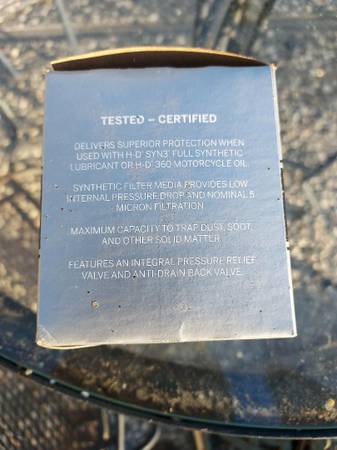 TESTED – CERTIFIED
DELIVERS SUPERIOR PROTECTION WHEN
USED WITH H-D® SYN3® FULL SYNTHETIC
LUBRICANT OR H-D® 360 MOTORCYCLE OIL.
SYNTHETIC FILTER MEDIA PROVIDES LOW
INTERNAL PRESSURE DROP AND NOMINAL 5
MICRON FILTRATION.
MAXIMUM CAPACITY TO TRAP DUST, SOOT,
AND OTHER SOLID MATTER.
FEATURES AN INTEGRAL PRESSURE RELIEF
VALVE AND ANTI-DRAIN BACK VALVE.